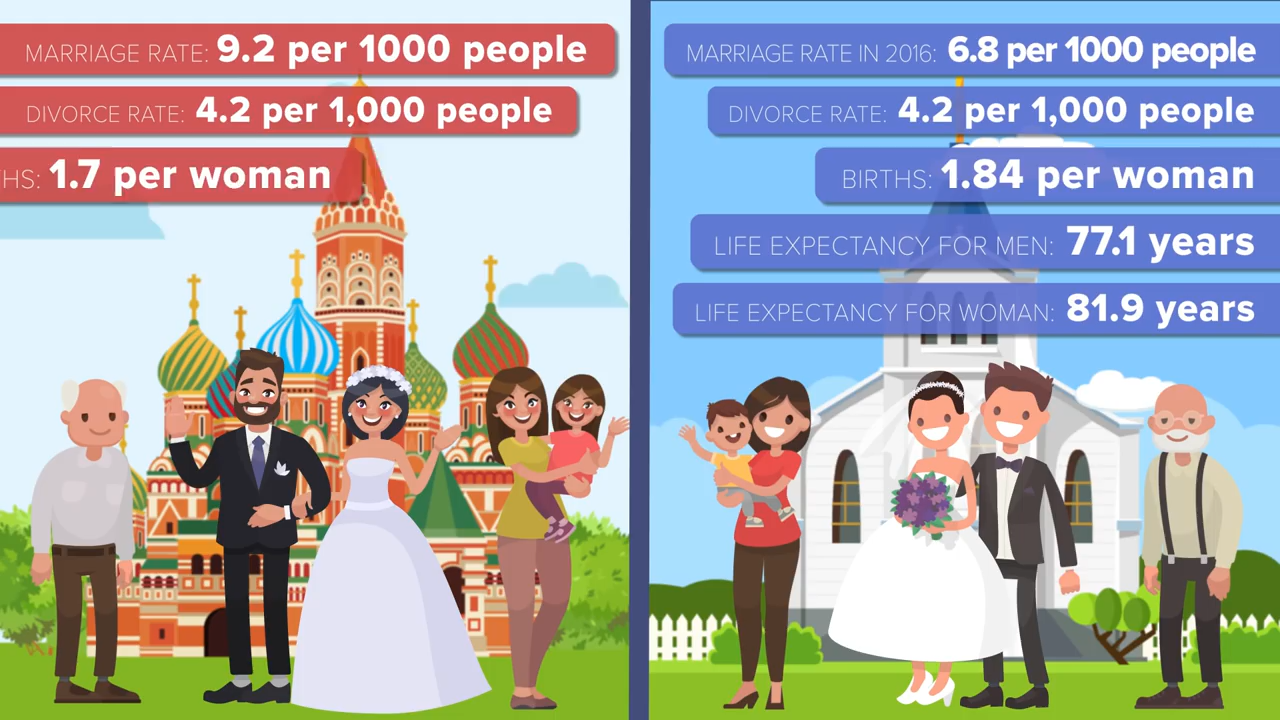 MARRIAGE RATE: 9.2 per 1000 people
DIVORCE RATE: 4.2 per 1,000 people
THS: 1.7 per woman
MARRIAGE RATE IN 2016: 6.8 per 1000 people
DIVORCE RATE: 4.2 per 1,000 people
BIRTHS: 1.84 per woman
LIFE EXPECTANCY FOR MEN: 77.1 years
LIFE EXPECTANCY FOR WOMAN: 81.9 years